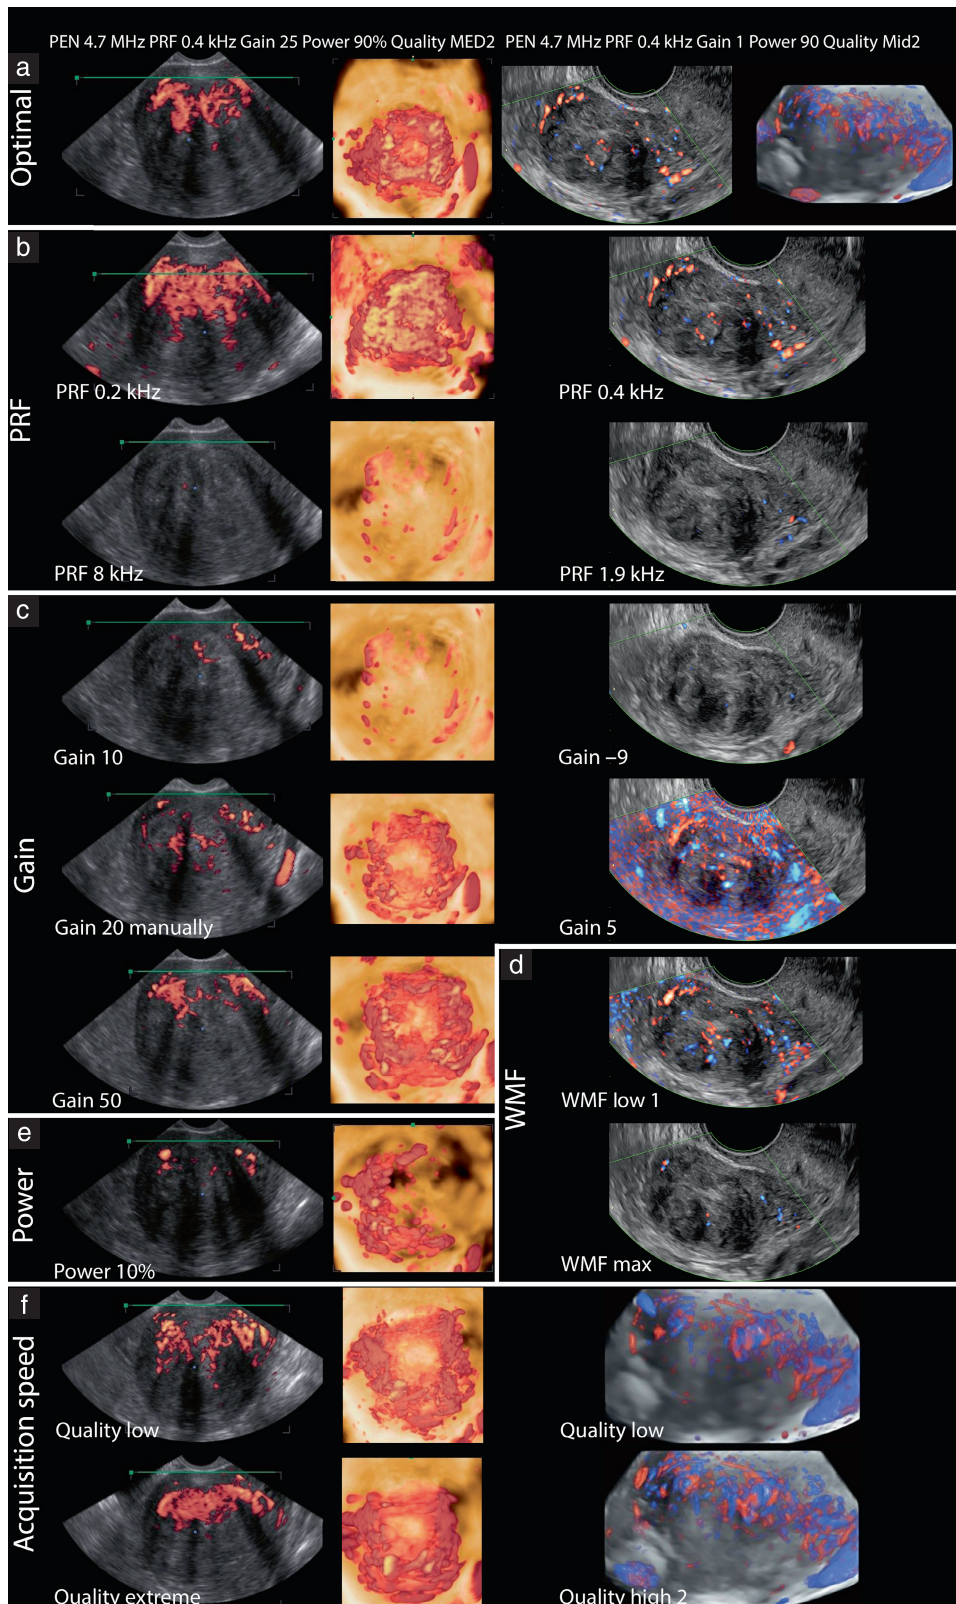 PEN 4.7 MHz PRF 0.4 kHz Gain 25 Power 90% Quality MED2
PEN 4.7 MHz PRF 0.4 kHz Gain 1 Power 90 Quality Mid2
a
Optimal
b
PRF
PRF 0.2 kHz
PRF 0.4 kHz
PRF 8 kHz
PRF 1.9 kHz
c
Gain
Gain 10
Gain −9
Gain 20 manually
Gain 5
Gain 50
d
WMF
WMF low 1
WMF max
e
Power
Power 10%
f
Acquisition speed
Quality low
Quality low
Quality extreme
Quality high 2